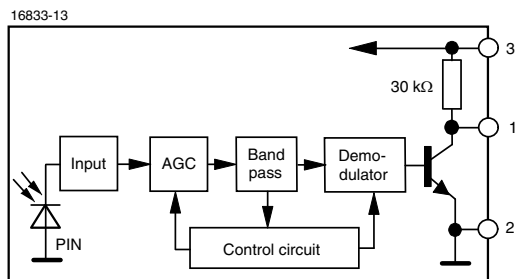 16833-13
3
30 kΩ
1
Input
AGC
Band
pass
Demo-
dulator
2
PIN
Control circuit